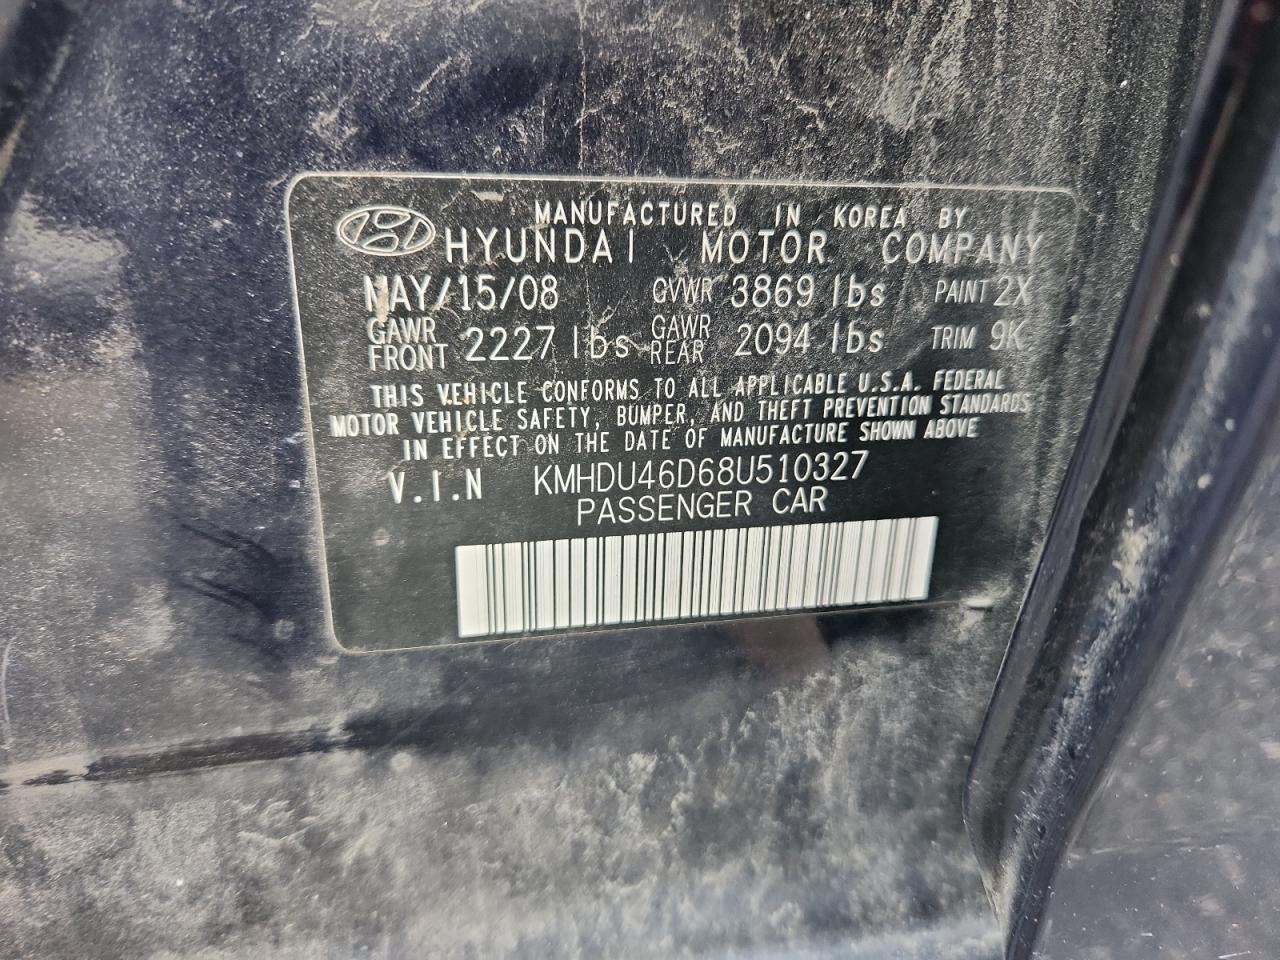 MANUFACTURED IN KOREA BY
HYUNDAI MOTOR COMPANY
MAY/15/08 GVWR 3869 lbs PAINT 2X
GAWR FRONT 2227 lbs GAWR REAR 2094 lbs TRIM 9K
THIS VEHICLE CONFORMS TO ALL APPLICABLE U.S.A. FEDERAL
MOTOR VEHICLE SAFETY, BUMPER, AND THEFT PREVENTION STANDARDS
IN EFFECT ON THE DATE OF MANUFACTURE SHOWN ABOVE
V.I.N KMHDU46D68U510327
PASSENGER CAR